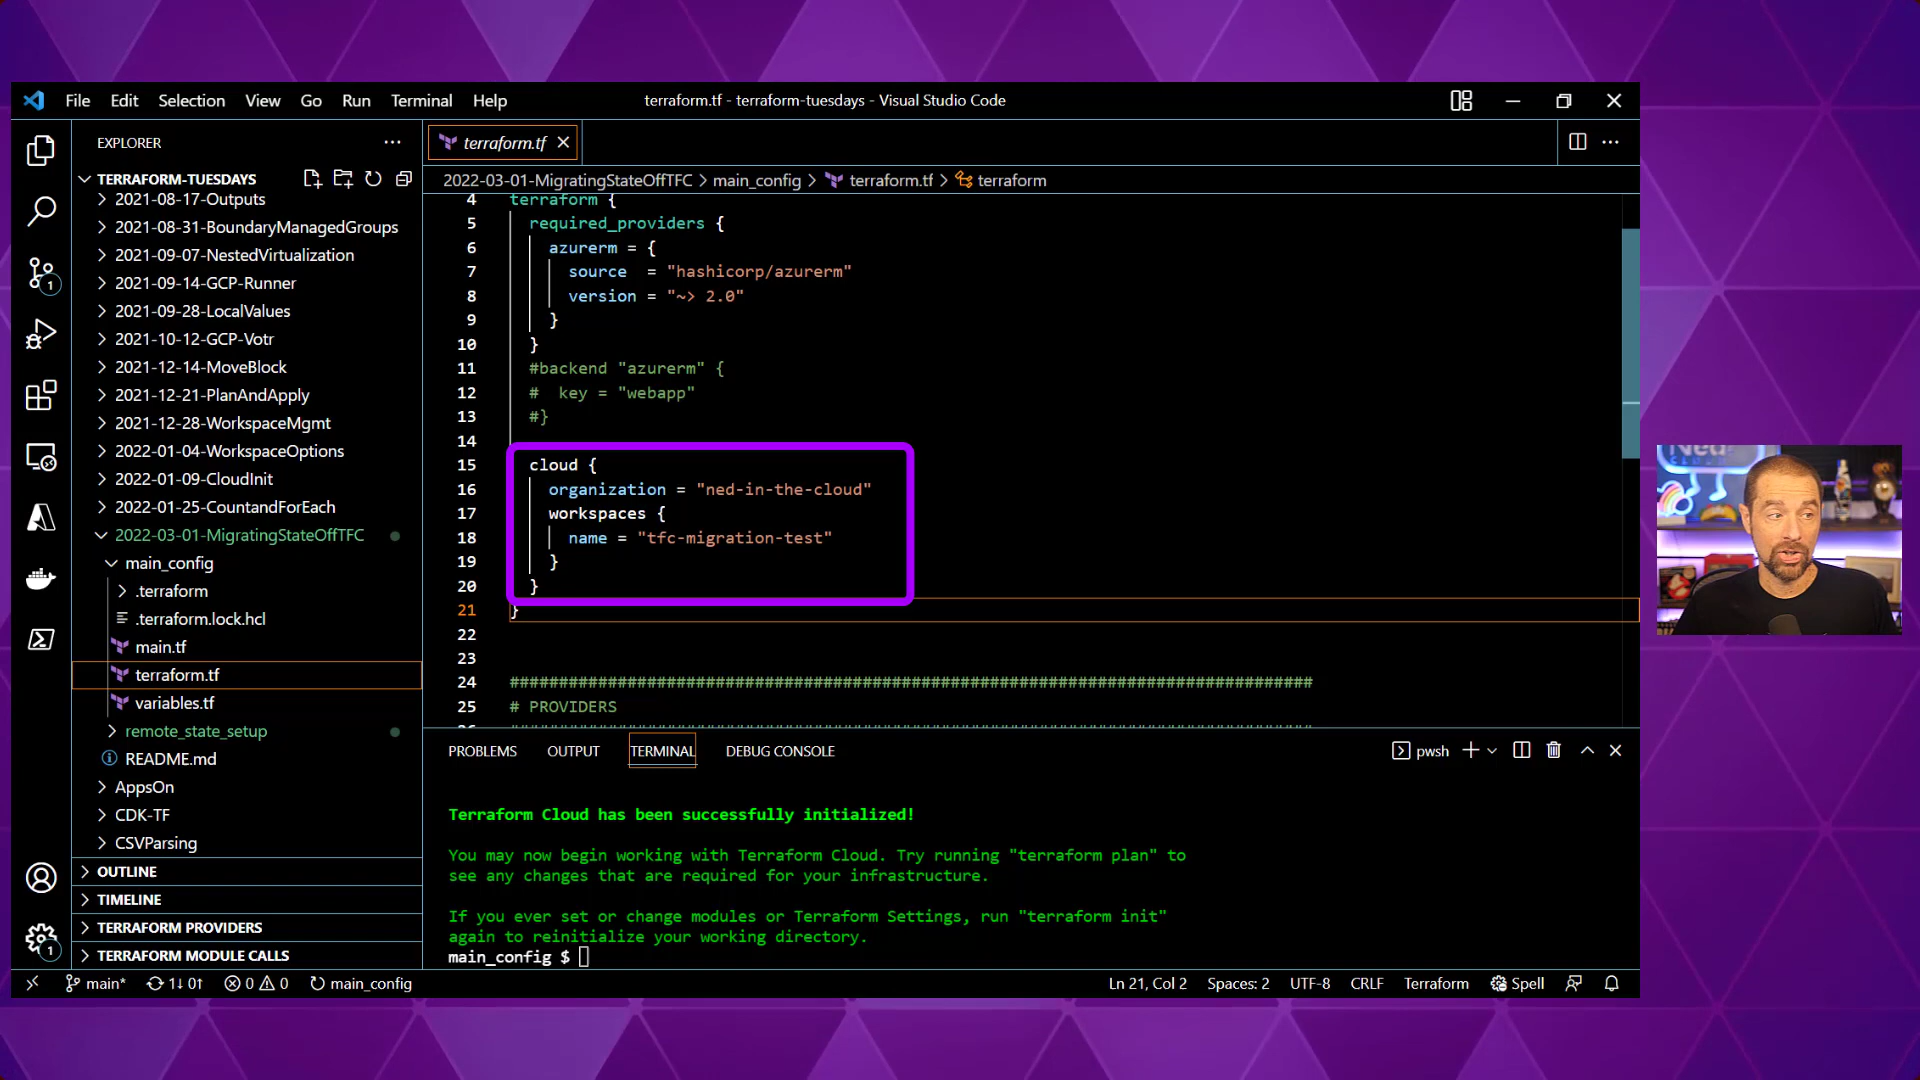 File Edit Selection View Go Run Terminal Help
terraform.tf - terraform-tuesdays - Visual Studio Code
EXPLORER
TERRAFORM-TUESDAYS
2021-08-17-Outputs
2021-08-31-BoundaryManagedGroups
2021-09-07-NestedVirtualization
2021-09-14-GCP-Runner
2021-09-28-LocalValues
2021-10-12-GCP-Votr
2021-12-14-MoveBlock
2021-12-21-PlanAndApply
2021-12-28-WorkspaceMgmt
2022-01-04-WorkspaceOptions
2022-01-09-CloudInit
2022-01-25-CountandForEach
2022-03-01-MigratingStateOffTFC
main_config
.terraform
.terraform.lock.hcl
main.tf
terraform.tf
variables.tf
remote_state_setup
README.md
AppsOn
CDK-TF
CSVParsing
OUTLINE
TIMELINE
TERRAFORM PROVIDERS
TERRAFORM MODULE CALLS
1
1
terraform.tf
2022-03-01-MigratingStateOffTFC > main_config > terraform.tf > terraform
4 terraform {
5 required_providers {
6 azurerm = {
7 source = "hashicorp/azurerm"
8 version = "~> 2.0"
9 }
10 }
11 #backend "azurerm" {
12 # key = "webapp"
13 #}
14
15 cloud {
16 organization = "ned-in-the-cloud"
17 workspaces {
18 name = "tfc-migration-test"
19 }
20 }
21 }
22
23
24 ##################################################################################
25 # PROVIDERS
PROBLEMS OUTPUT TERMINAL DEBUG CONSOLE
pwsh
Terraform Cloud has been successfully initialized!
You may now begin working with Terraform Cloud. Try running "terraform plan" to
see any changes that are required for your infrastructure.
If you ever set or change modules or Terraform Settings, run "terraform init"
again to reinitialize your working directory.
main_config $
main* 1↓ 0↑ 0 0 main_config
Ln 21, Col 2 Spaces: 2 UTF-8 CRLF Terraform Spell